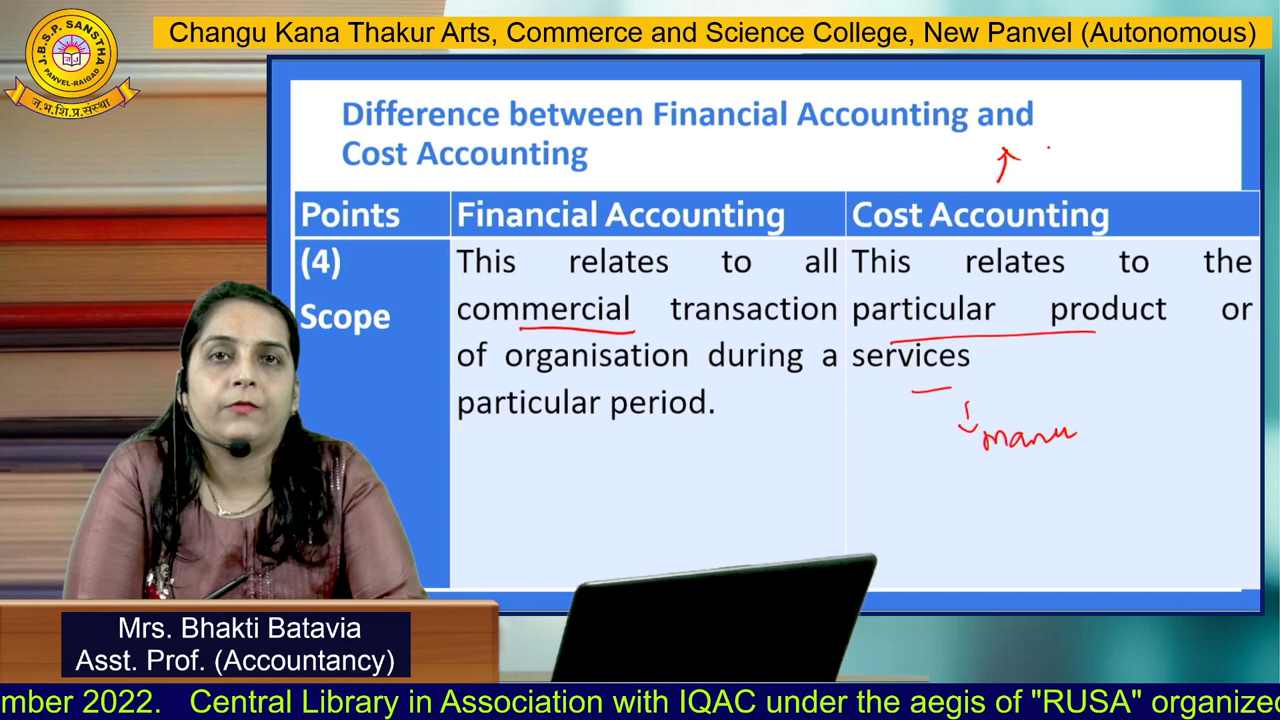 J.B.S.P. SANSTHA
PANVEL-RAIGAD
ज.भ.शि.प्र.संस्था
Changu Kana Thakur Arts, Commerce and Science College, New Panvel (Autonomous)
Difference between Financial Accounting and
Cost Accounting
Points
Financial Accounting
Cost Accounting
(4)
Scope
This relates to all
commercial transaction
of organisation during a
particular period.
This relates to the
particular product or
services
manu
Mrs. Bhakti Batavia
Asst. Prof. (Accountancy)
mber 2022. Central Library in Association with IQAC under the aegis of "RUSA" organized